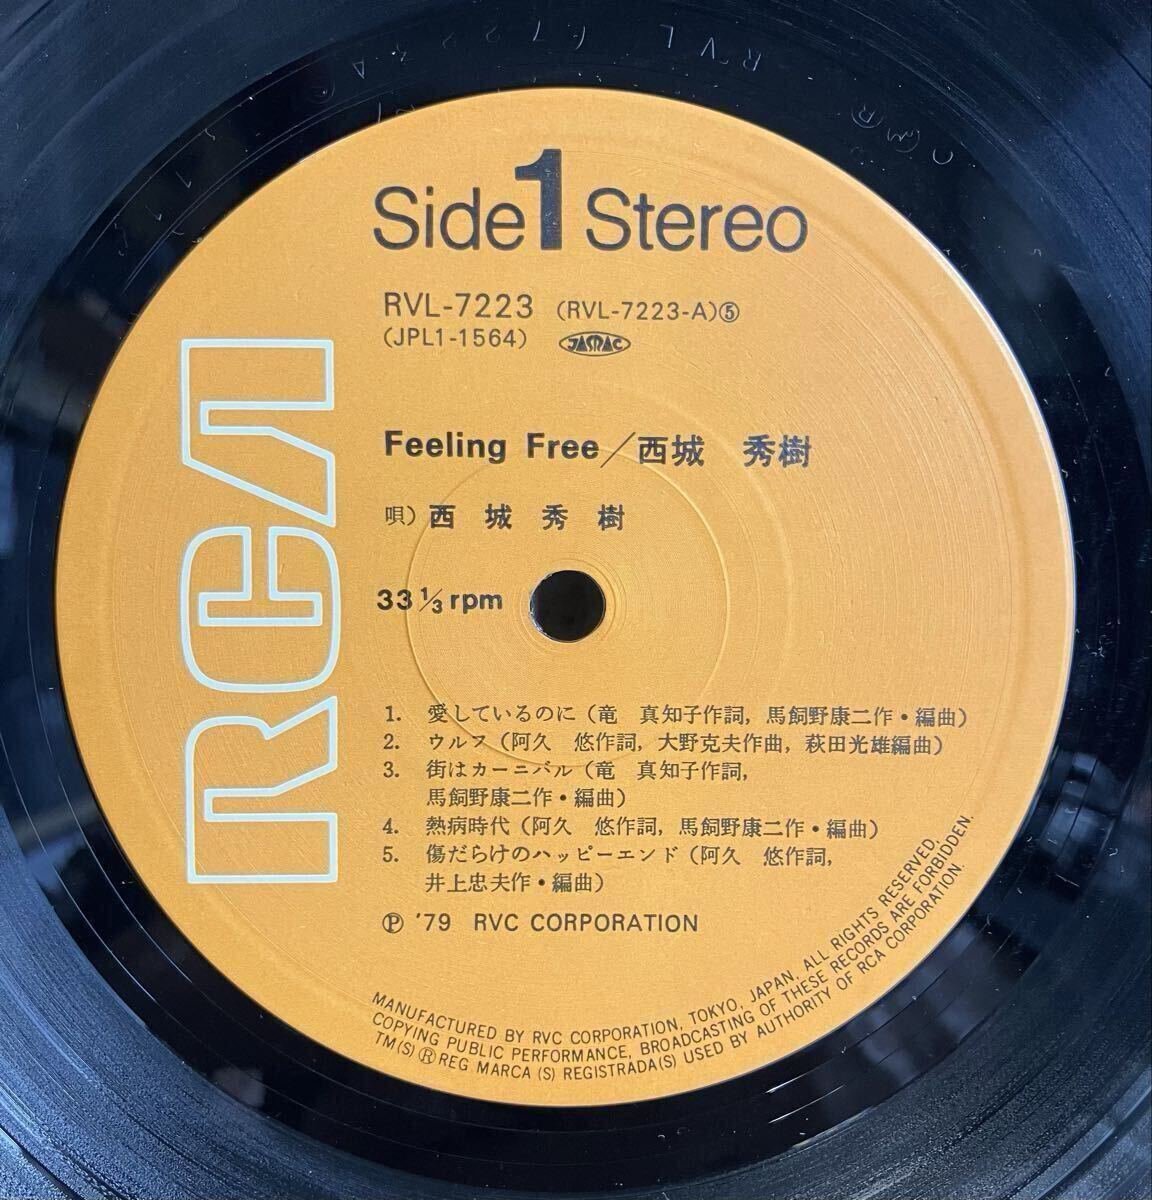 RVL 7223A
OMR
Side 1 Stereo
RVL-7223 (RVL-7223-A)⑤
(JPL1-1564) JASRAC
RCA
Feeling Free／西城 秀樹
唄）西城秀樹
33 1/3 rpm
1. 愛しているのに（竜 真知子作詞，馬飼野康二作・編曲）
2. ウルフ（阿久 悠作詞，大野克夫作曲，萩田光雄編曲）
3. 街はカーニバル（竜 真知子作詞，
馬飼野康二作・編曲）
4. 熱病時代（阿久 悠作詞，馬飼野康二作・編曲）
5. 傷だらけのハッピーエンド（阿久 悠作詞，
井上忠夫作・編曲）
Ⓟ '79 RVC CORPORATION
MANUFACTURED BY RVC CORPORATION, TOKYO, JAPAN, ALL RIGHTS RESERVED.
COPYING PUBLIC PERFORMANCE, BROADCASTING OF THESE RECORDS ARE FORBIDDEN.
TM(S) ® REG MARCA (S) REGISTRADA(S) USED BY AUTHORITY OF RCA CORPORATION.